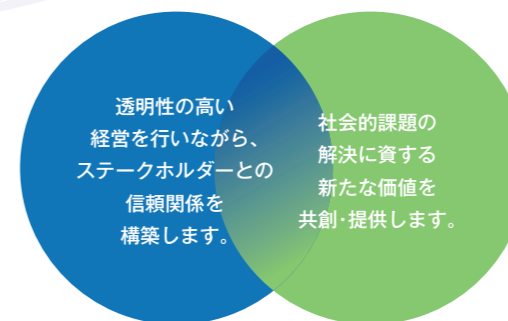 透明性の高い
経営を行いながら、
ステークホルダーとの
信頼関係を
構築します。
社会的課題の
解決に資する
新たな価値を
共創･提供します。